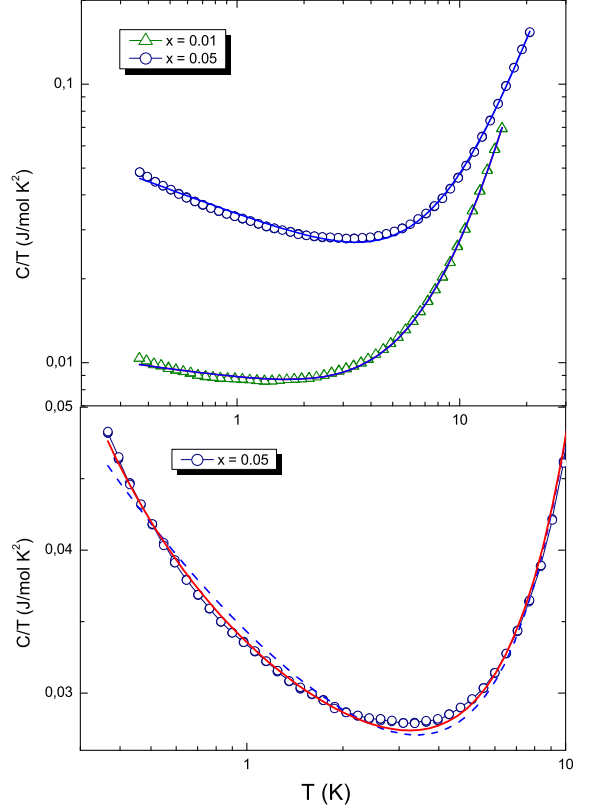 x = 0.01
x = 0.05
0,1
C/T (J/mol K²)
0,01
1
10
0,05
x = 0.05
0,04
C/T (J/mol K²)
0,03
1
10
T (K)